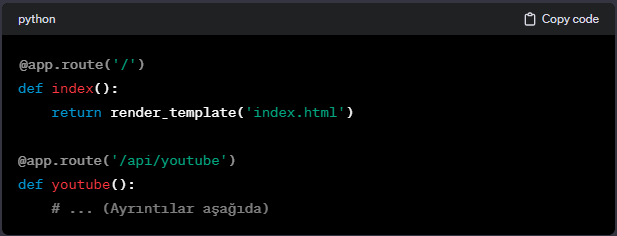 python
Copy code
@app.route('/')
def index():
    return render_template('index.html')
@app.route('/api/youtube')
def youtube():
    # ... (Ayrıntılar aşağıda)